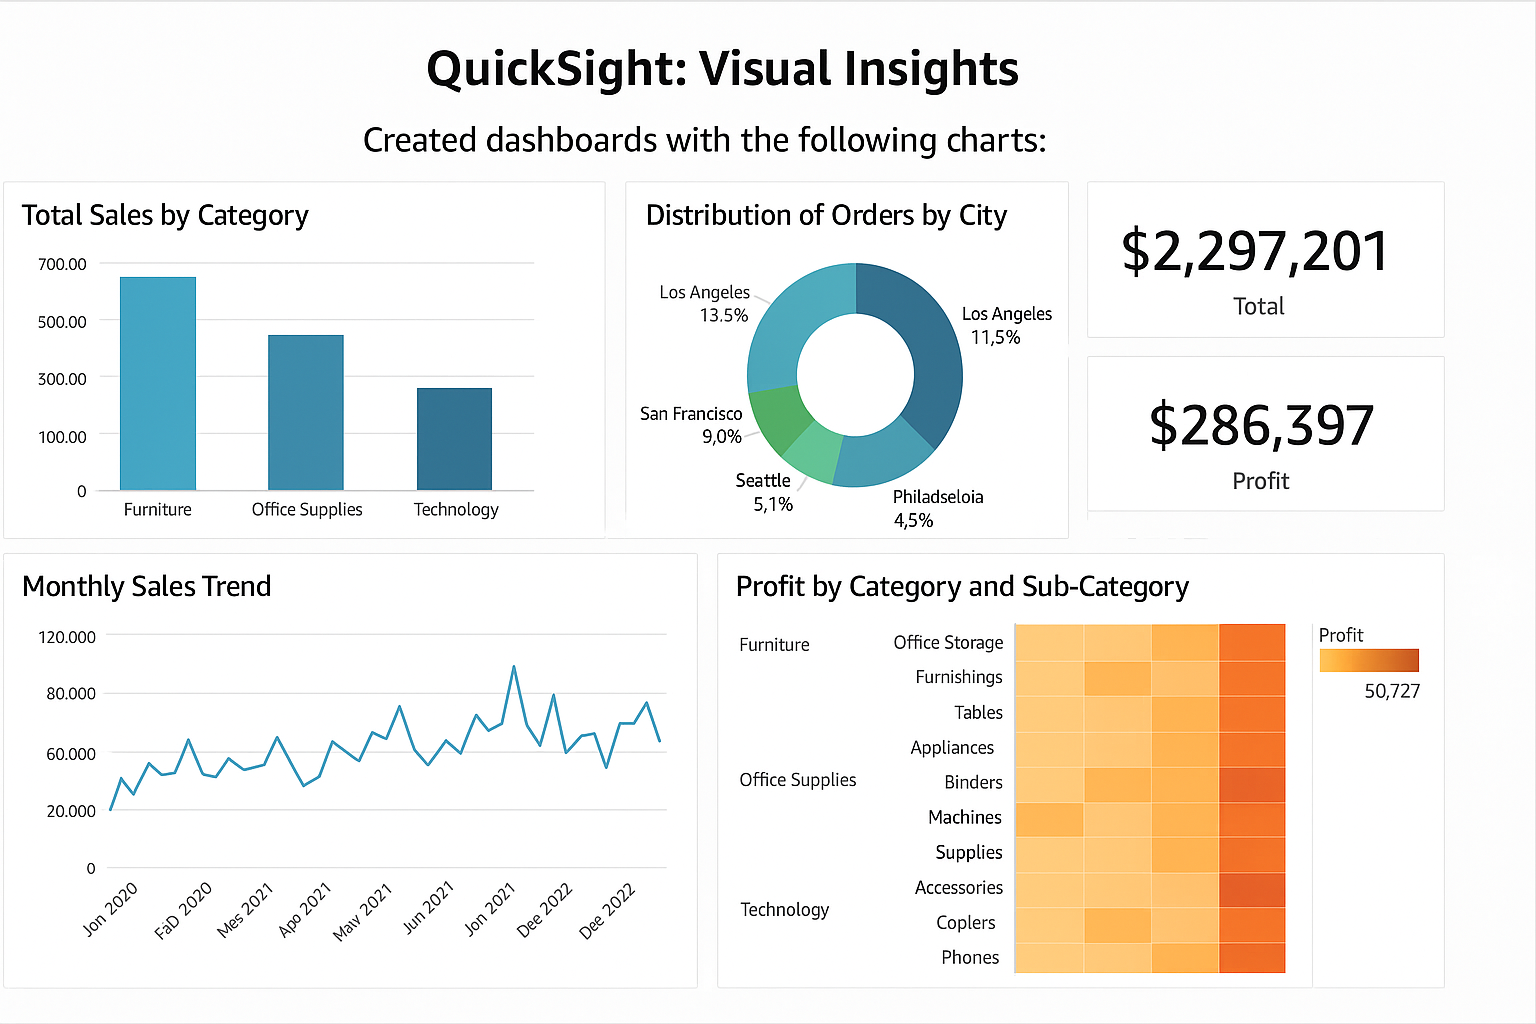 QuickSight: Visual Insights
Created dashboards with the following charts:
Total Sales by Category
700.00
500.00
300.00
100.00
0
Furniture
Office Supplies
Technology
Distribution of Orders by City
Los Angeles
13.5%
Los Angeles
11,5%
San Francisco
9,0%
Seattle
5,1%
Philadseloia
4,5%
$2,297,201
Total
$286,397
Profit
Monthly Sales Trend
120.000
80.000
60.000
20.000
0
Jon 2020
FaD 2020
Mes 2021
Apo 2021
Maw 2021
Jun 2021
Jon 2021
Dee 2022
Dee 2022
Profit by Category and Sub-Category
Furniture
Office Supplies
Technology
Office Storage
Furnishings
Tables
Appliances
Binders
Machines
Supplies
Accessories
Coplers
Phones
Profit
50,727